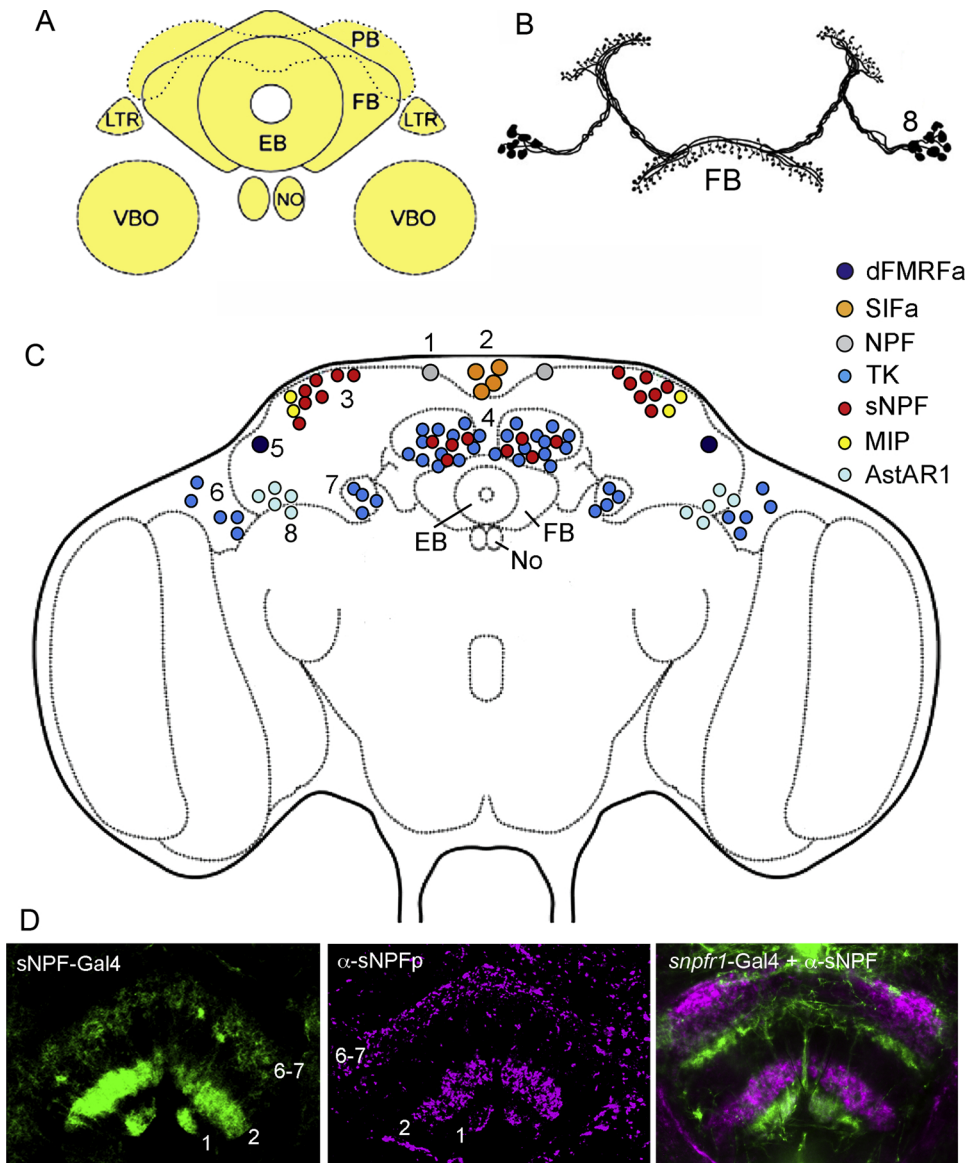 A
PB
LTR
FB
LTR
EB
NO
VBO
VBO
B
8
FB
dFMRFa
SIFa
NPF
TK
sNPF
MIP
AstAR1
C
1
2
3
4
5
6
7
8
EB
FB
No
D
sNPF-Gal4
6-7
1
2
α-sNPFp
6-7
2
1
snpfr1-Gal4 + α-sNPF